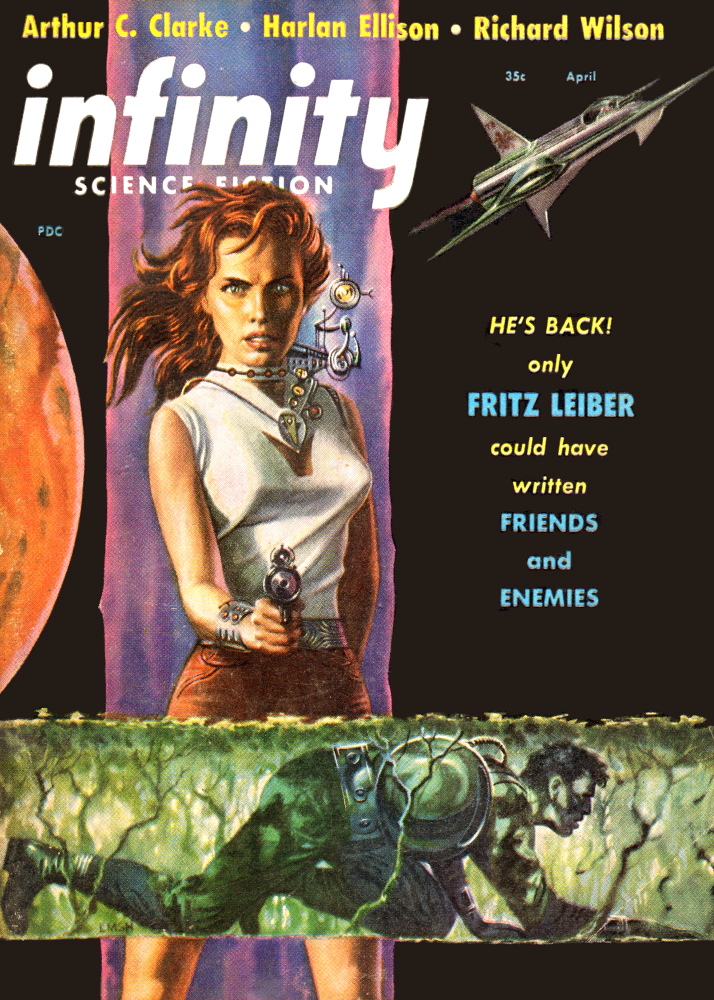 Arthur C. Clarke • Harlan Ellison • Richard Wilson
35c April
infinity
SCIENCE FICTION
PDC
HE'S BACK!
only
FRITZ LEIBER
could have
written
FRIENDS
and
ENEMIES